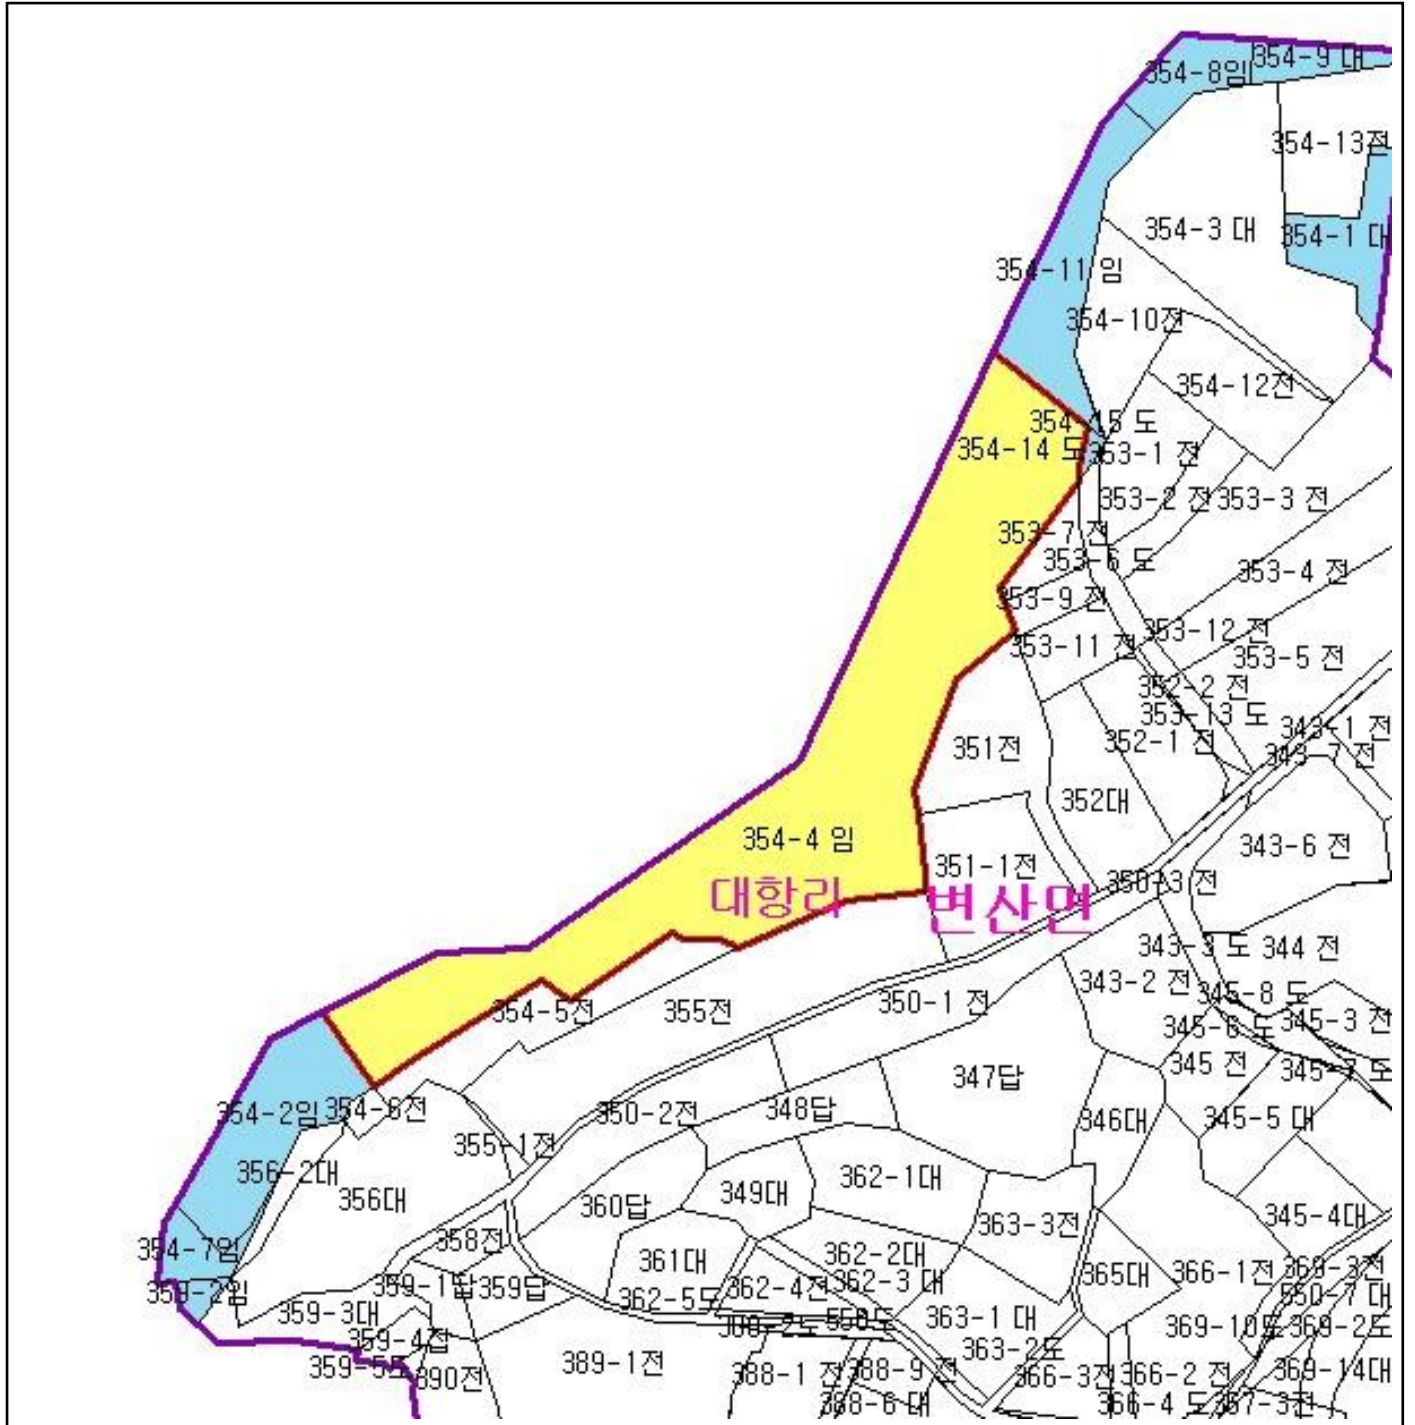 354-9 대
354-8임
354-13전
354-3 대
354-1 대
354-11 임
354-10전
354-12전
354-15 도
354-14 도
353-1 전
353-2 전
353-3 전
353-7 전
353-6 도
353-4 전
353-9 전
353-12 전
353-11 전
353-5 전
352-2 전
353-13 도
343-1 전
352-1 전
351전
343-7 전
352대
354-4 임
343-6 전
351-1전
350-3 전
대항리
변산면
343-3 도
344 전
343-2 전
345-8 도
350-1 전
354-5전
355전
345-6 도
345-3 전
345 전
345-7 도
347답
354-2임
354-6전
350-2전
348답
346대
345-5 대
355-1전
356-2대
356대
362-1대
349대
360답
363-3전
345-4대
358전
354-7임
361대
362-2대
365대
366-1전
359-2임
359-1답
359답
362-4전
362-3 대
362-5도
550-7 대
359-3대
363-1 대
369-10도
369-2도
359-4전
363-2도
389-1전
390전
388-1 전
388-9 전
366-3전
366-2 전
369-14대
388-6 대
366-4 도